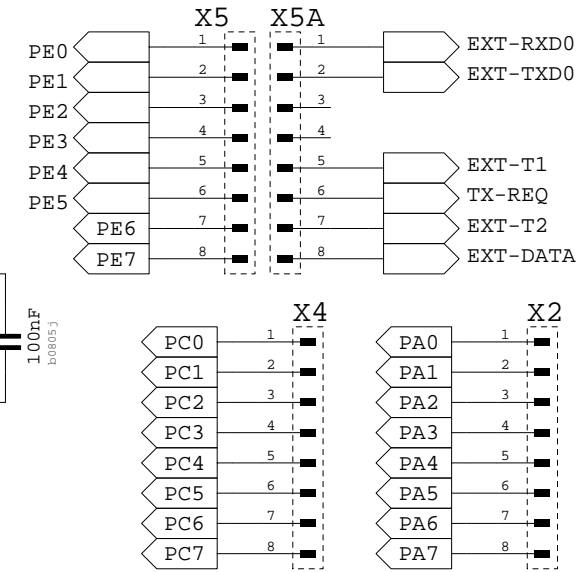 X5 X5A
PE0 1 1 EXT-RXD0
PE1 2 2 EXT-TXD0
PE2 3 3
PE3 4 4
PE4 5 5 EXT-T1
PE5 6 6 TX-REQ
PE6 7 7 EXT-T2
PE7 8 8 EXT-DATA
100nF
b0805j
X4 X2
PC0 1 PA0 1
PC1 2 PA1 2
PC2 3 PA2 3
PC3 4 PA3 4
PC4 5 PA4 5
PC5 6 PA5 6
PC6 7 PA6 7
PC7 8 PA7 8